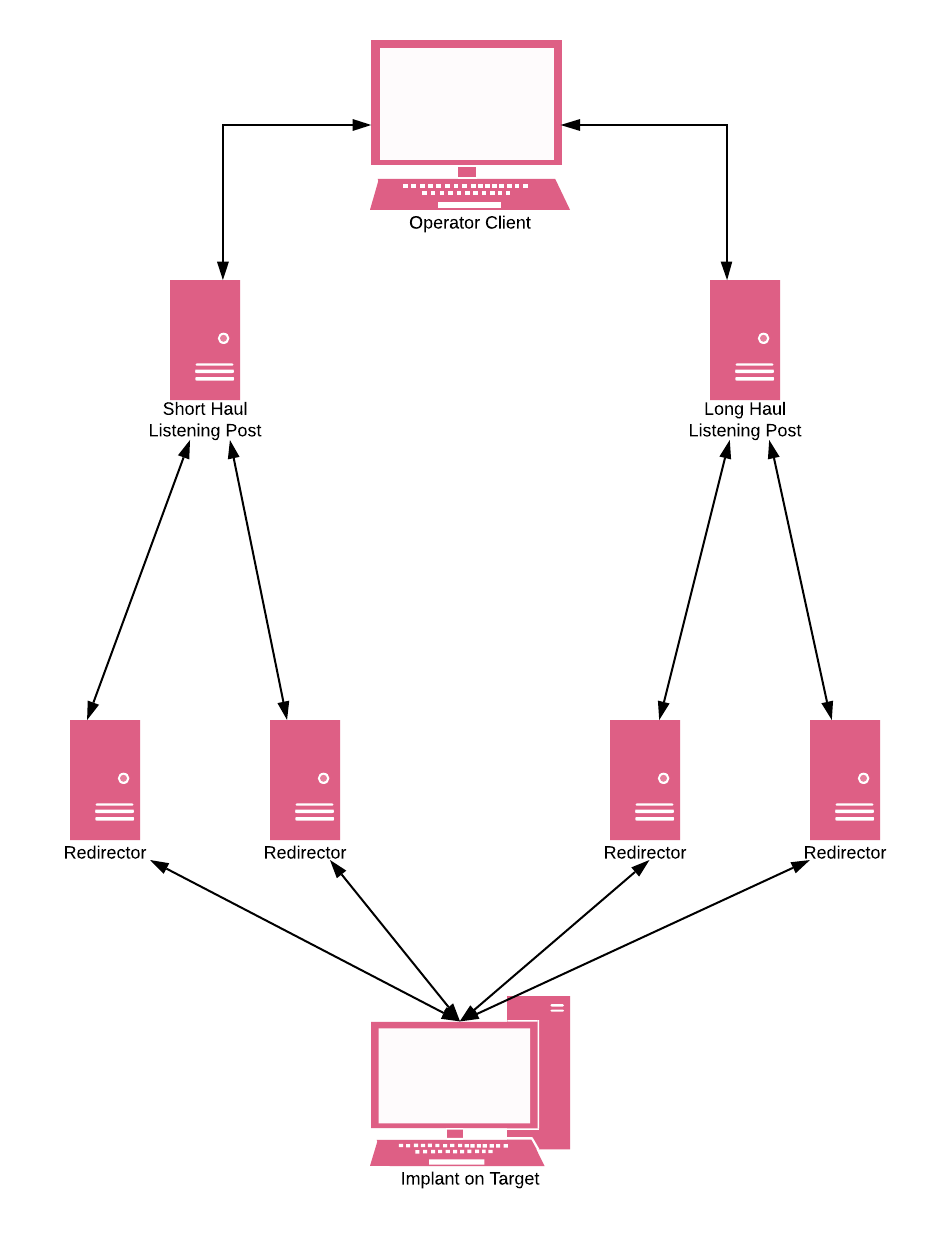 Operator Client
Short Haul
Listening Post
Long Haul
Listening Post
Redirector
Redirector
Redirector
Redirector
Implant on Target